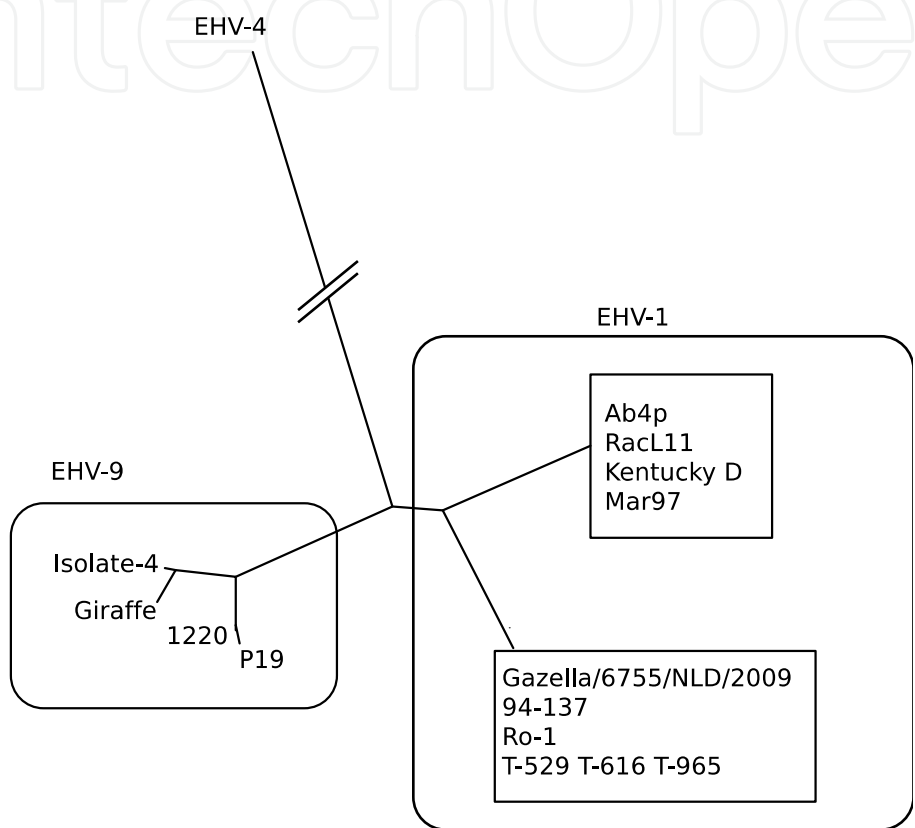 ntechOpe
EHV-4
EHV-1
Ab4p
RacL11
Kentucky D
Mar97
EHV-9
Isolate-4
Giraffe
1220
P19
Gazella/6755/NLD/2009
94-137
Ro-1
T-529 T-616 T-965